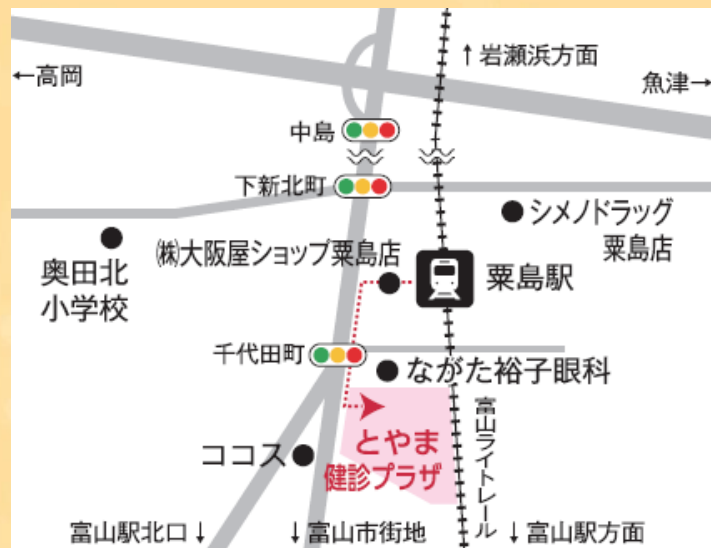 ↑岩瀬浜方面
←高岡
魚津→
中島
下新北町
シメノドラッグ
粟島店
奥田北
小学校
㈱大阪屋ショップ粟島店
粟島駅
千代田町
ながた裕子眼科
とやま
健診プラザ
ココス
富山ライトレール
富山駅北口↓
↓富山市街地
↓富山駅方面